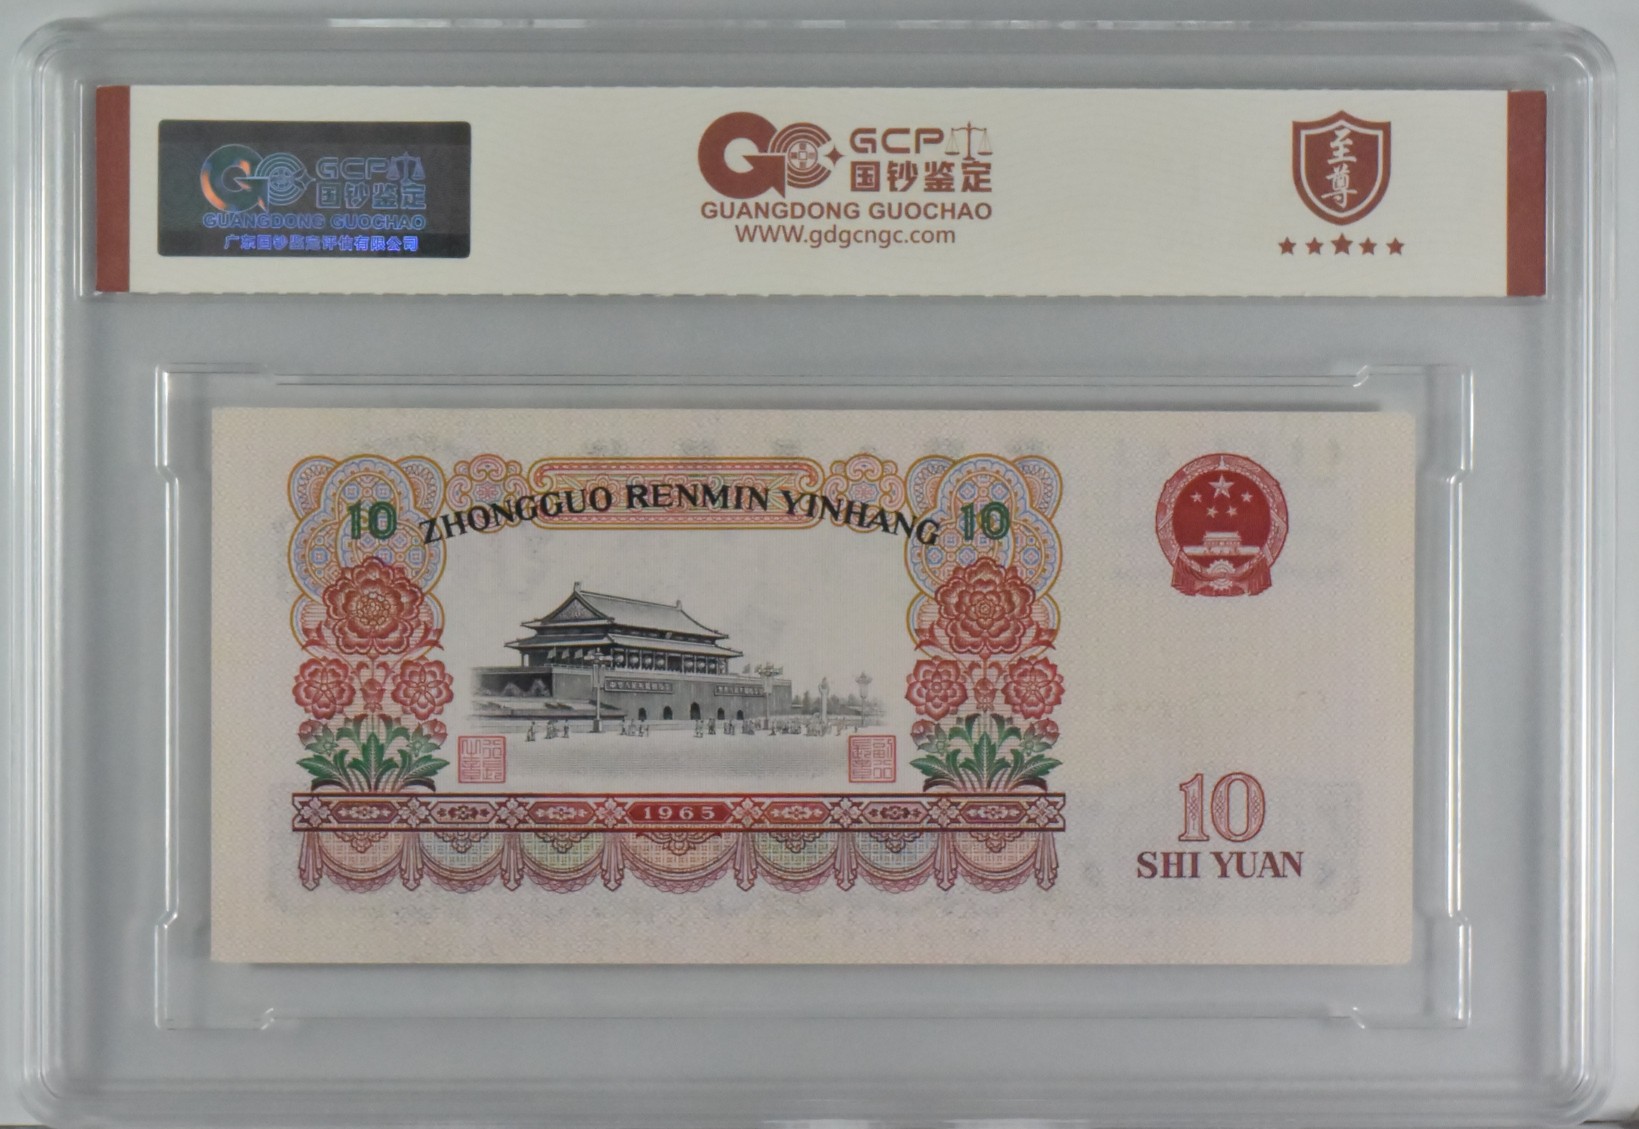 GCP
国钞鉴定
GUANGDONG GUOCHAO
广东国钞鉴定评估有限公司
GCP
国钞鉴定
GUANGDONG GUOCHAO
WWW.gdgcngc.com
至尊
10 ZHONGGUO RENMIN YINHANG 10
1965
10
SHI YUAN